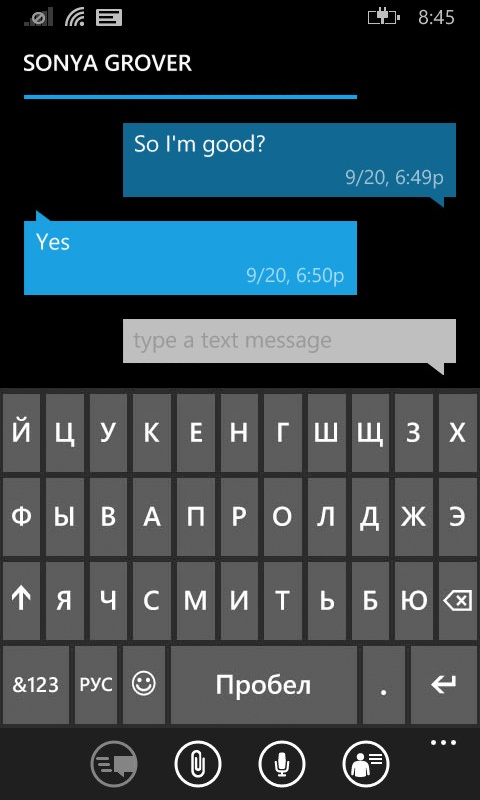 8:45
SONYA GROVER
So I'm good?
9/20, 6:49p
Yes
9/20, 6:50p
type a text message
Й Ц У К Е Н Г Ш Щ З Х
Ф Ы В А П Р О Л Д Ж Э
Я Ч С М И Т Ь Б Ю
&123 РУС Пробел .